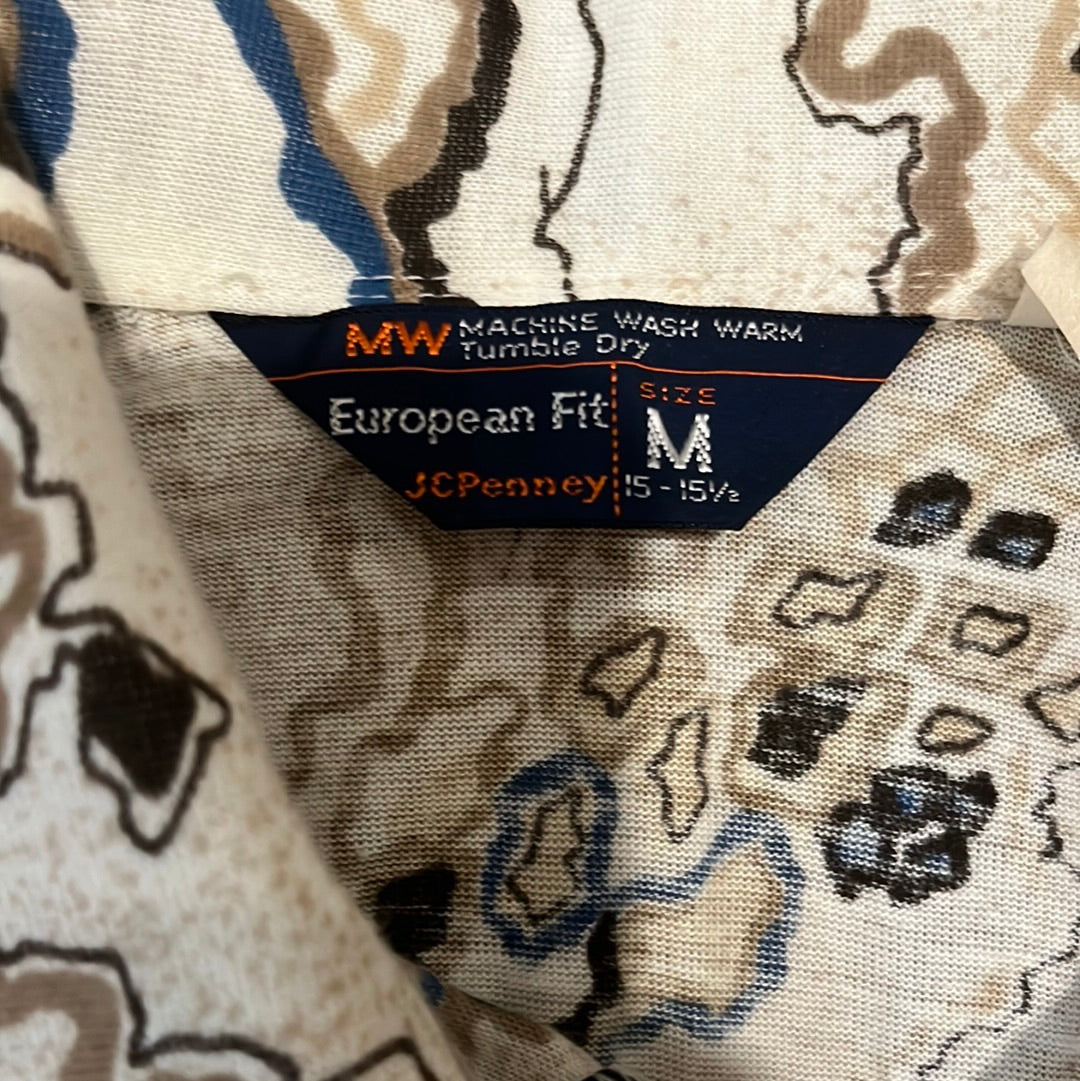 MW MACHINE WASH WARM
Tumble Dry
European Fit
JCPenney
SIZE
M
15-15½